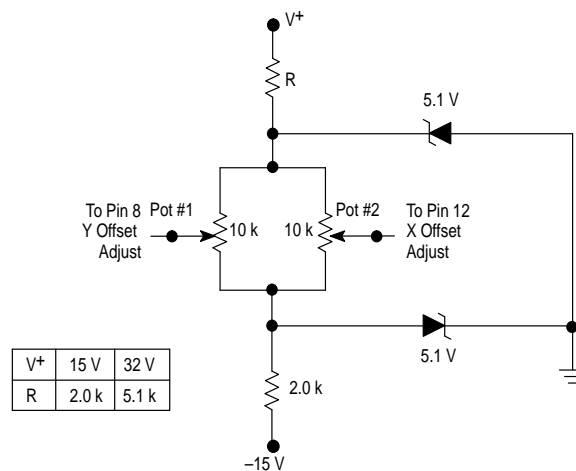 V+
R
5.1 V
To Pin 8
Y Offset
Adjust
Pot #1
10 k
10 k
Pot #2
To Pin 12
X Offset
Adjust
5.1 V
V+ 15 V 32 V
R 2.0 k 5.1 k
2.0 k
–15 V